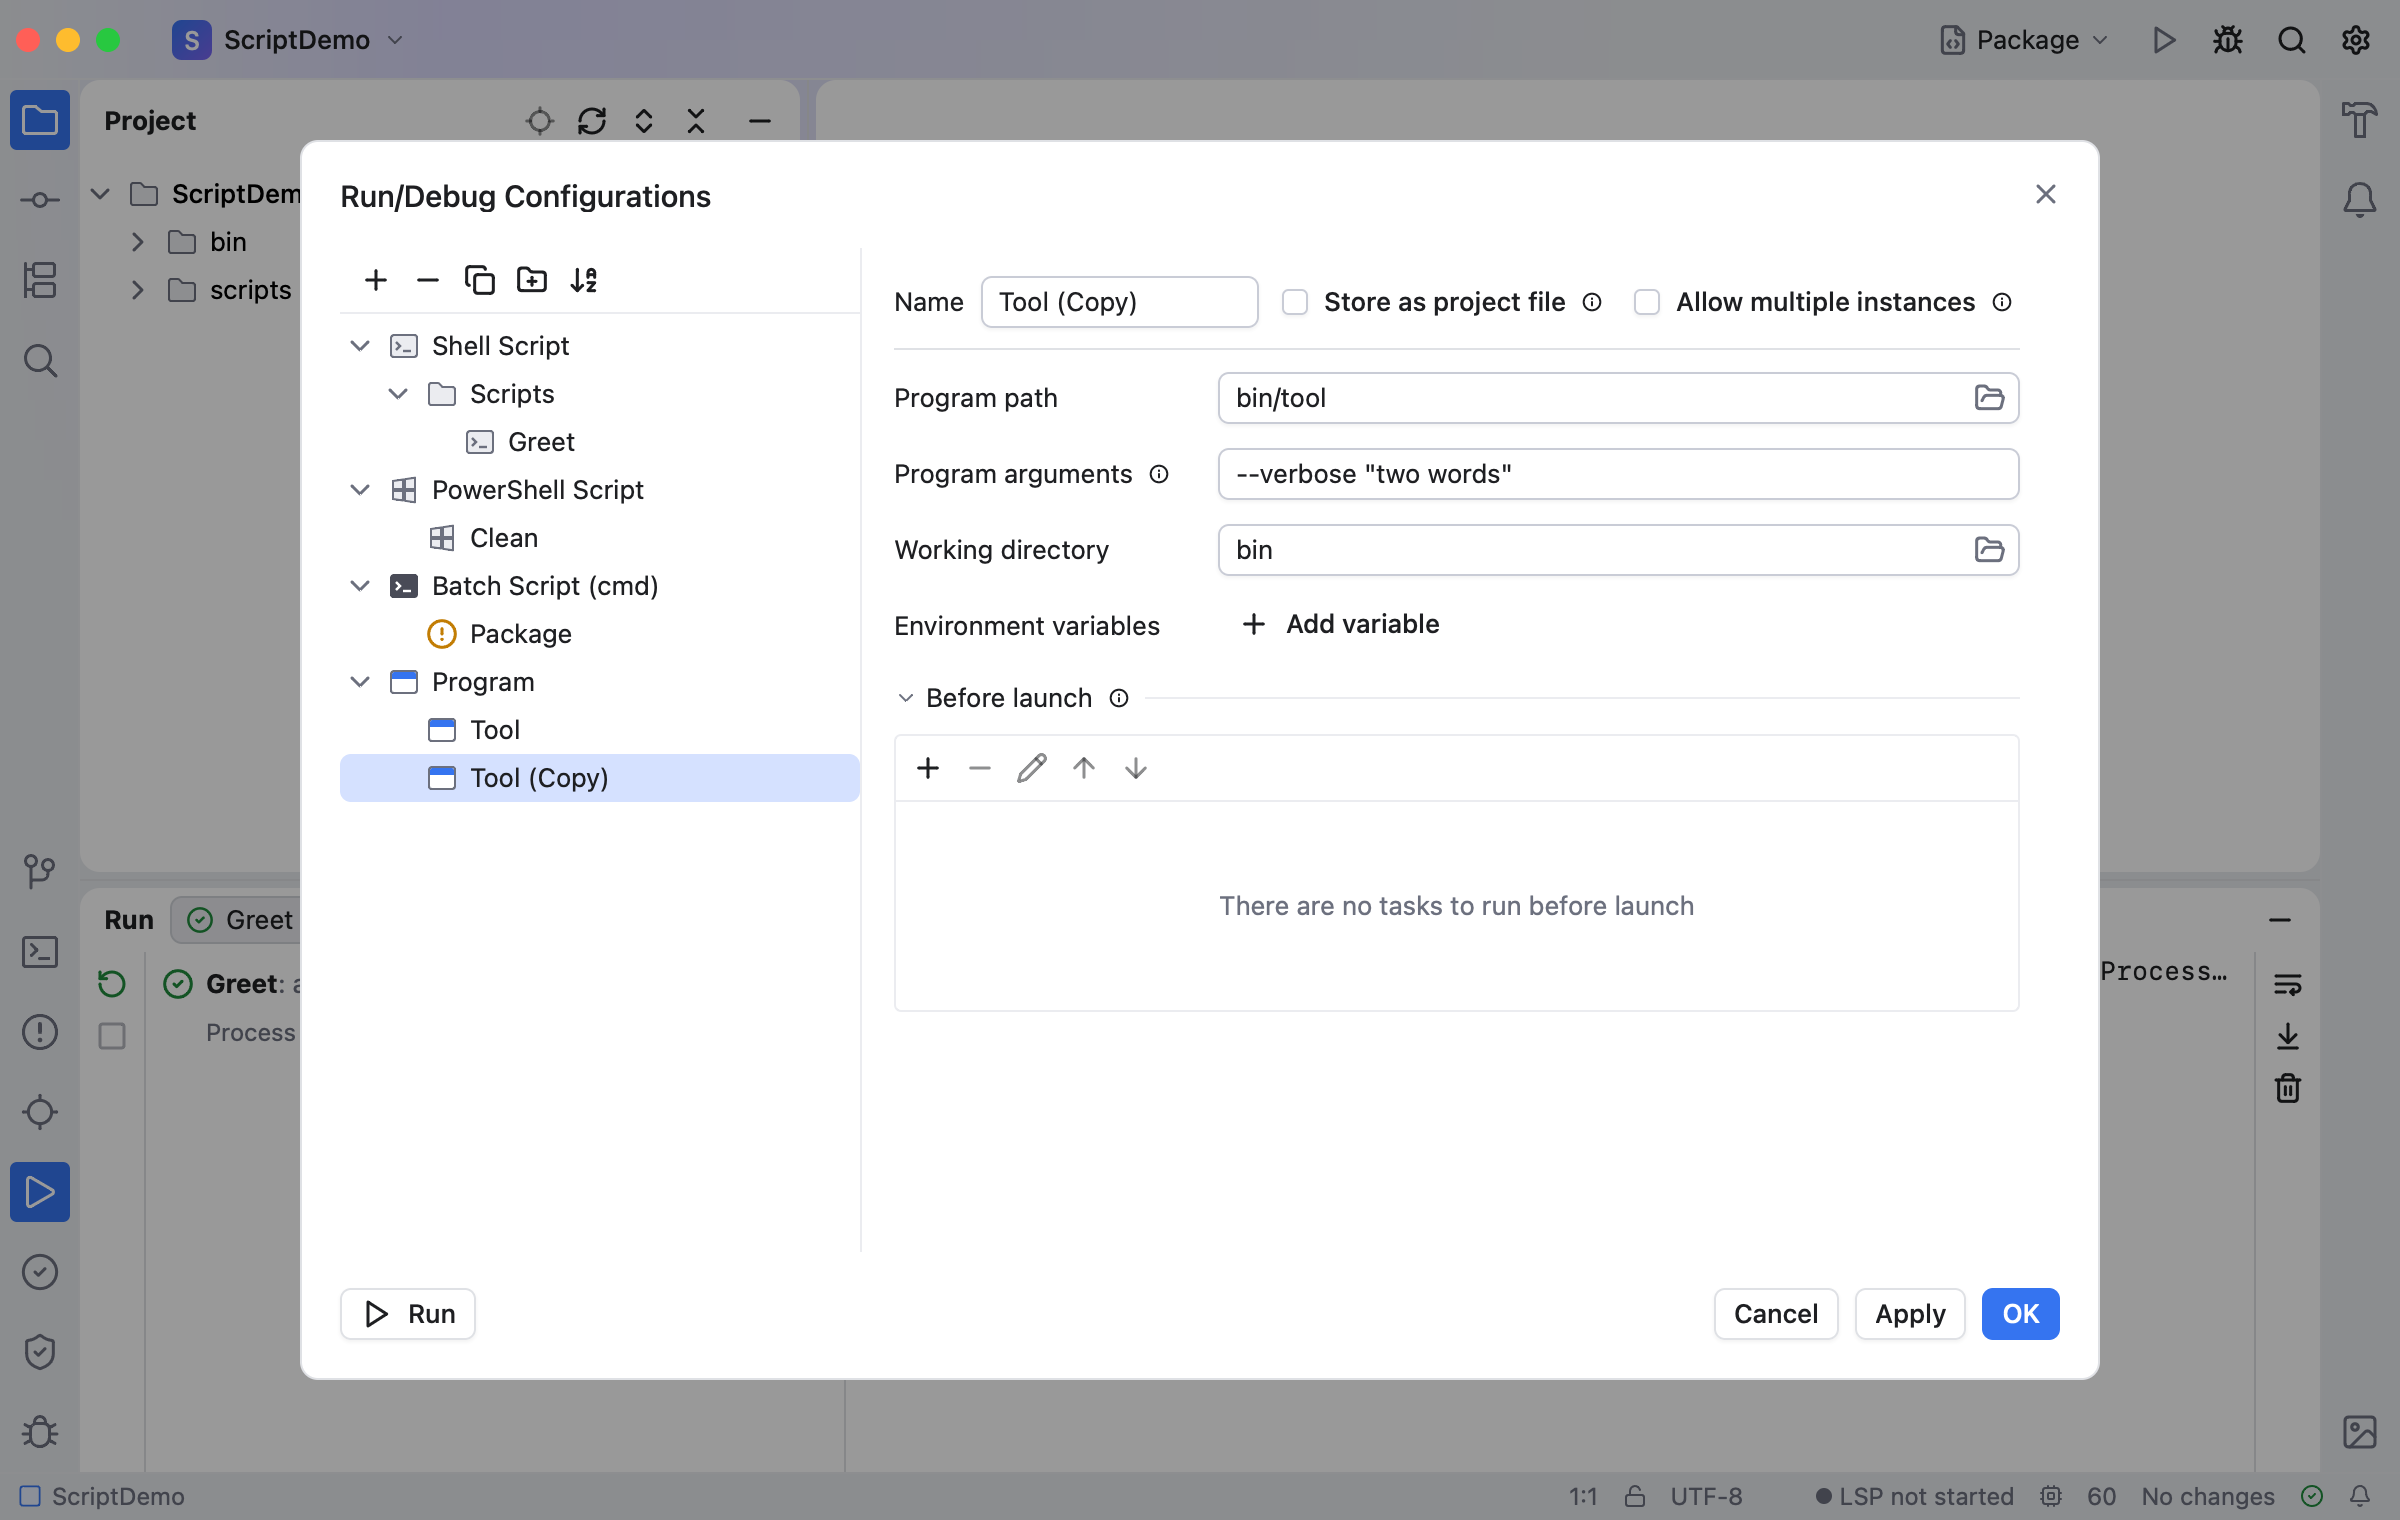 S ScriptDemo
Package
Project
ScriptDem
bin
scripts
Run/Debug Configurations
Shell Script
Scripts
Greet
PowerShell Script
Clean
Batch Script (cmd)
Package
Program
Tool
Tool (Copy)
Name Tool (Copy) Store as project file Allow multiple instances
Program path bin/tool
Program arguments --verbose "two words"
Working directory bin
Environment variables Add variable
Before launch
There are no tasks to run before launch
Run Cancel Apply OK
Run Greet
Greet: a
Process
Process…
ScriptDemo 1:1 UTF-8 LSP not started 60 No changes